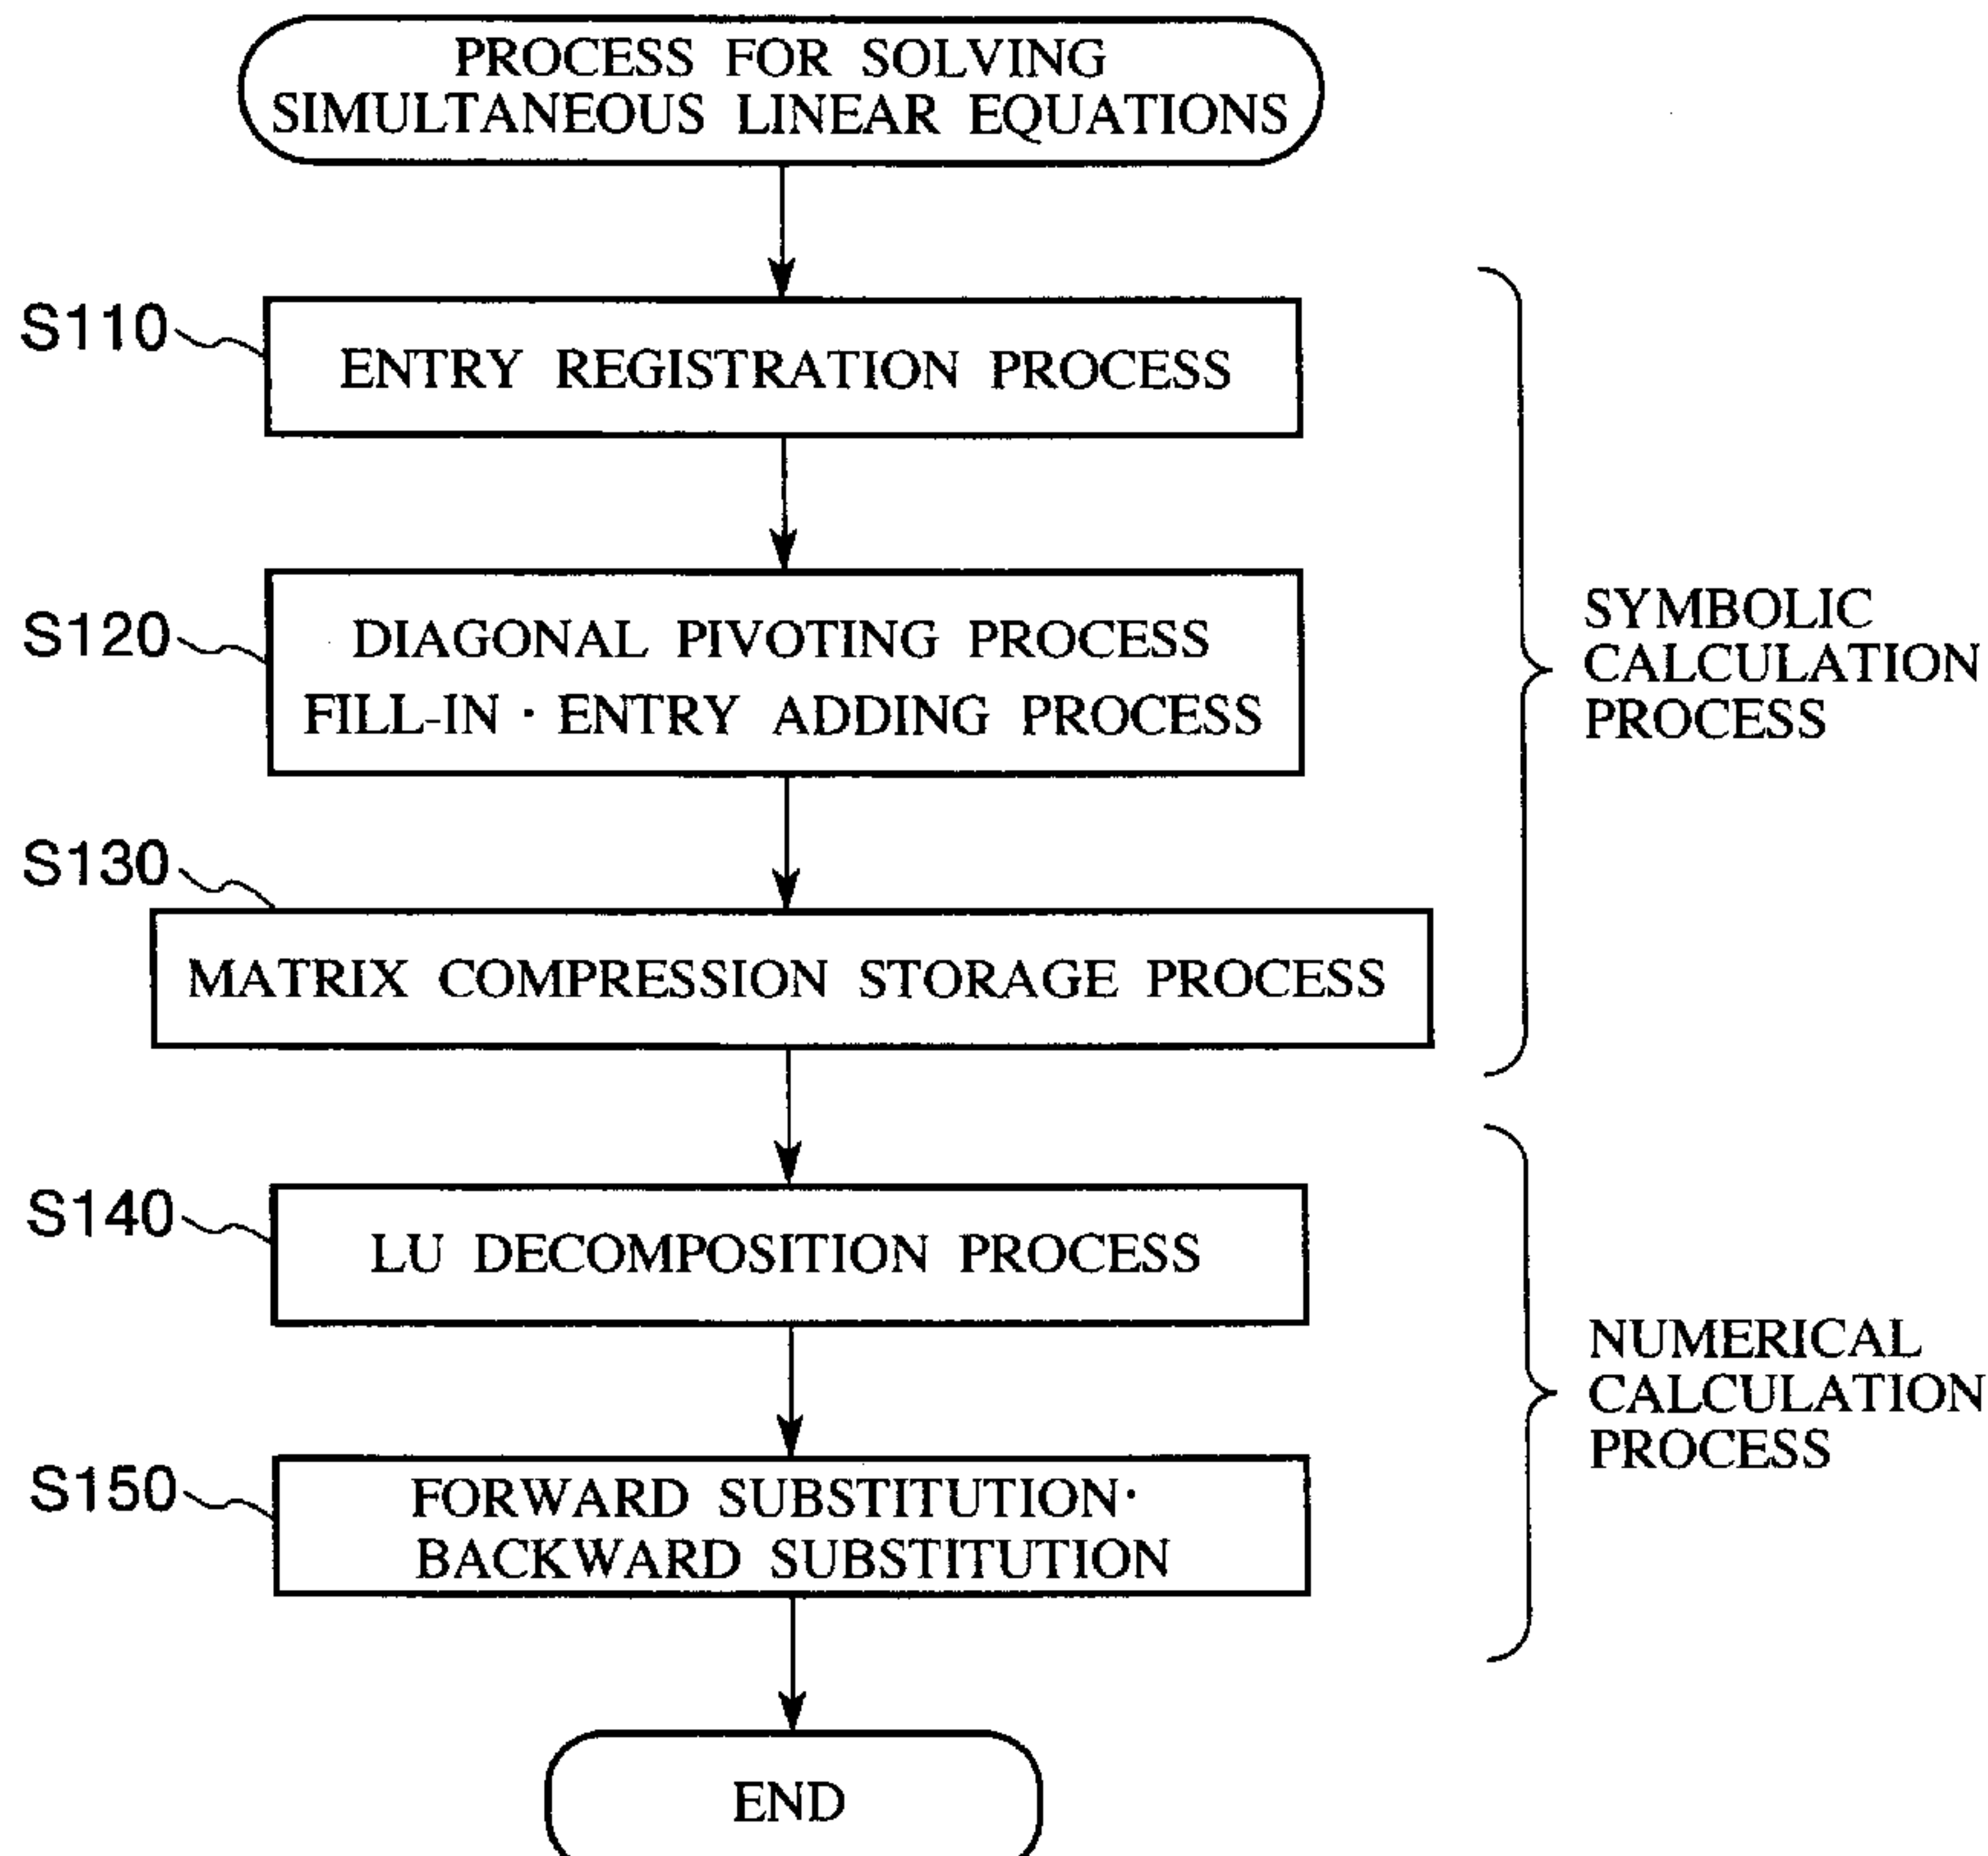 PROCESS FOR SOLVING
SIMULTANEOUS LINEAR EQUATIONS
S110
ENTRY REGISTRATION PROCESS
S120
DIAGONAL PIVOTING PROCESS
FILL-IN · ENTRY ADDING PROCESS
SYMBOLIC
CALCULATION
PROCESS
S130
MATRIX COMPRESSION STORAGE PROCESS
S140
LU DECOMPOSITION PROCESS
NUMERICAL
CALCULATION
PROCESS
S150
FORWARD SUBSTITUTION·
BACKWARD SUBSTITUTION
END